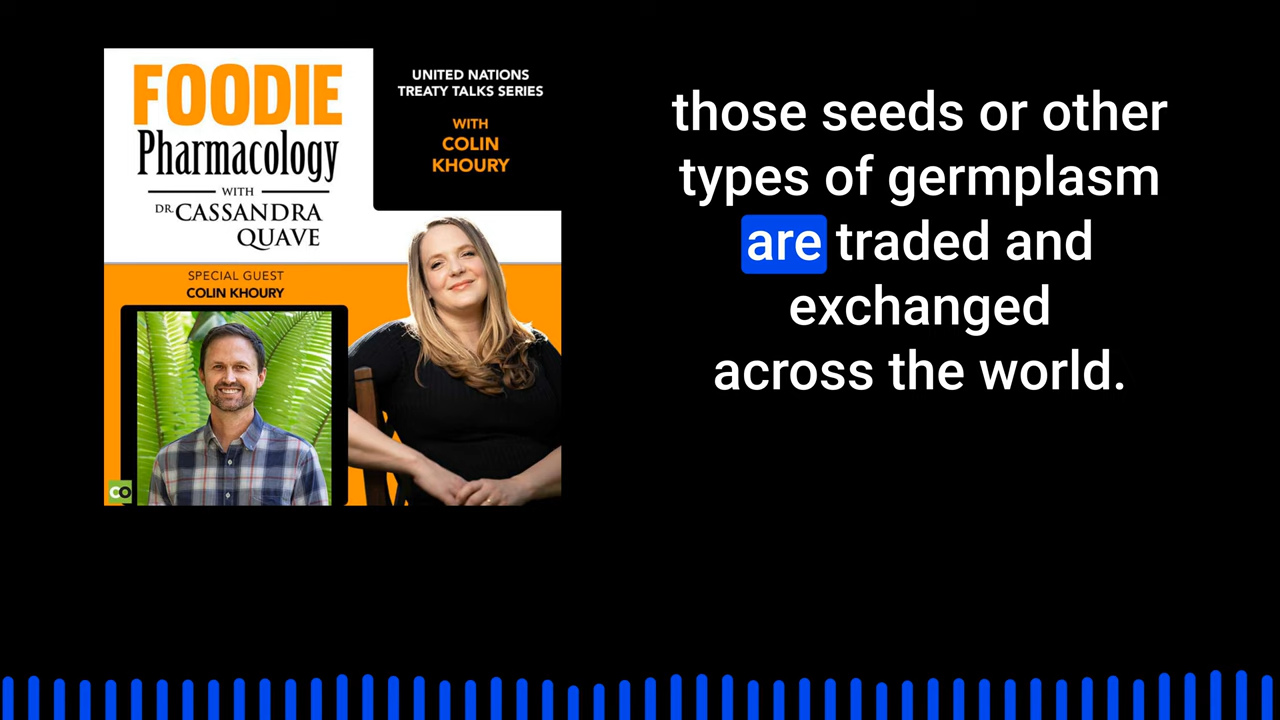 FOODIE
Pharmacology
WITH
DR. CASSANDRA
QUAVE
UNITED NATIONS
TREATY TALKS SERIES
WITH
COLIN
KHOURY
SPECIAL GUEST
COLIN KHOURY
CO
those seeds or other
types of germplasm
are traded and
exchanged
across the world.